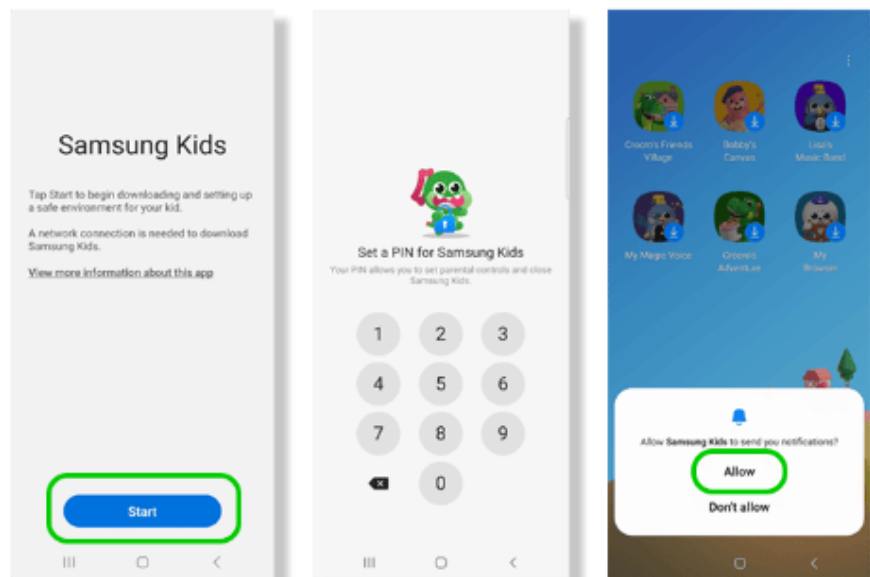 Samsung Kids
Tap Start to begin downloading and setting up
a safe environment for your kid.
A network connection is needed to download
Samsung Kids.
View more information about this app
Start
Set a PIN for Samsung Kids
Your PIN allows you to set parental controls and close
Samsung Kids.
1 2 3
4 5 6
7 8 9
0
Crocro's Friends
Village
Bobby's
Canvas
Lisa's
Music Band
My Magic Voice
Crocro's
Adventure
My
Browser
Allow Samsung Kids to send you notifications?
Allow
Don't allow